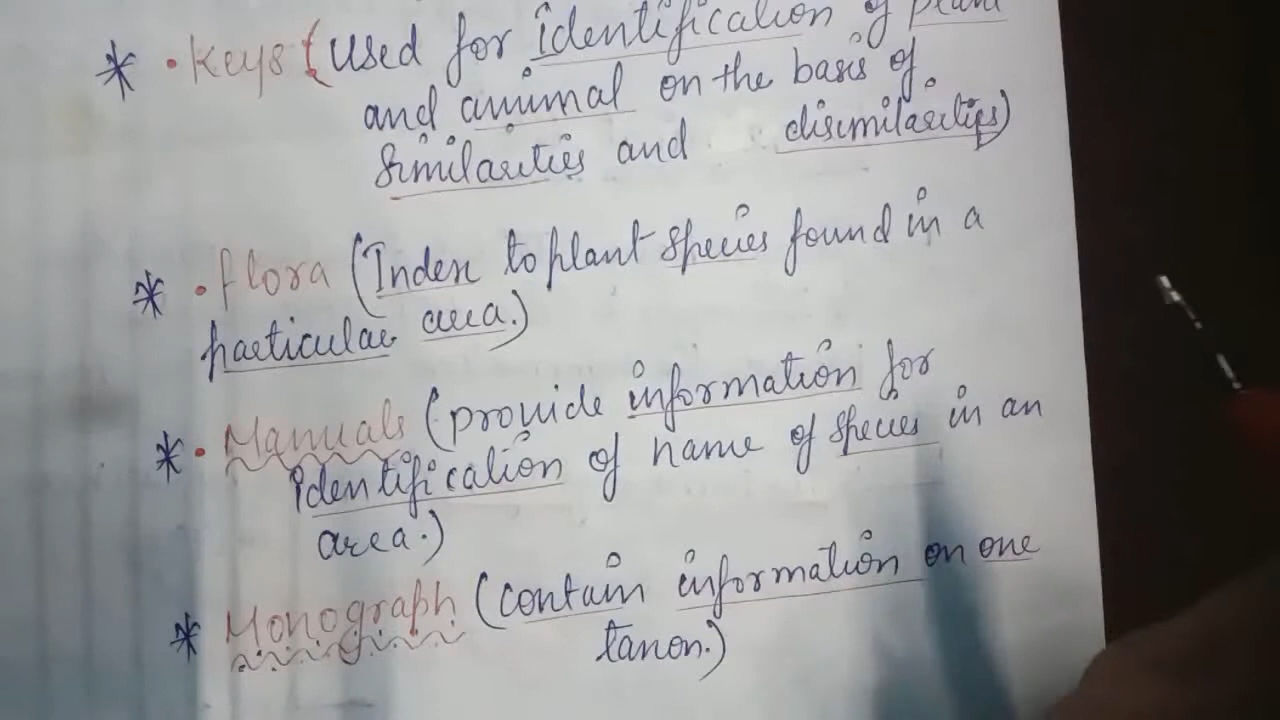 * • Keys (Used for identification of plant
and animal on the basis of
similarities and disimilarities)
* • flora (Index to plant species found in a
particular area.)
* • Manuals (provide information for
identification of name of species in an
area.)
* Monograph (contain information on one
taxon.)